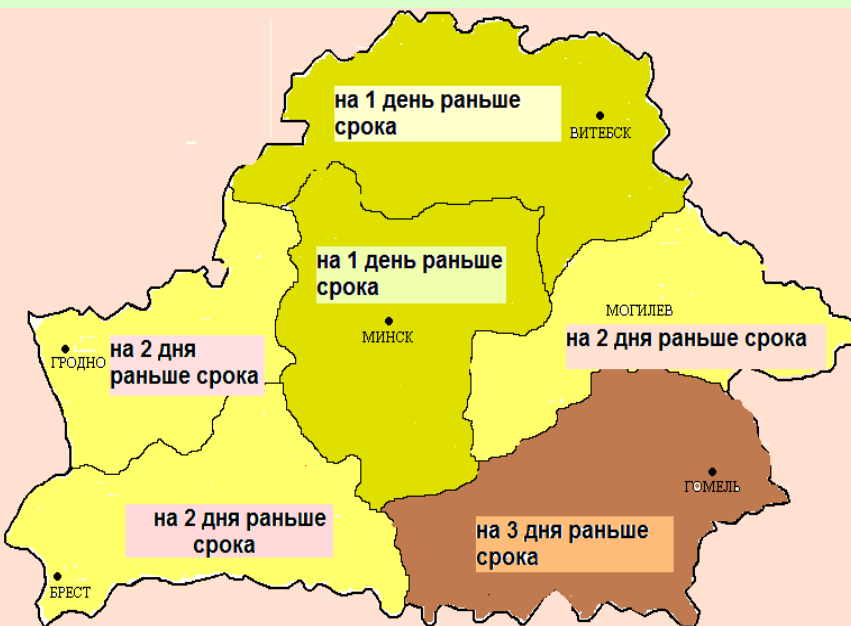 на 1 день раньше
срока
ВИТЕБСК
на 1 день раньше
срока
МИНСК
МОГИЛЕВ
на 2 дня раньше срока
ГРОДНО
на 2 дня
раньше срока
ГОМЕЛЬ
на 2 дня раньше
срока
на 3 дня раньше
срока
БРЕСТ